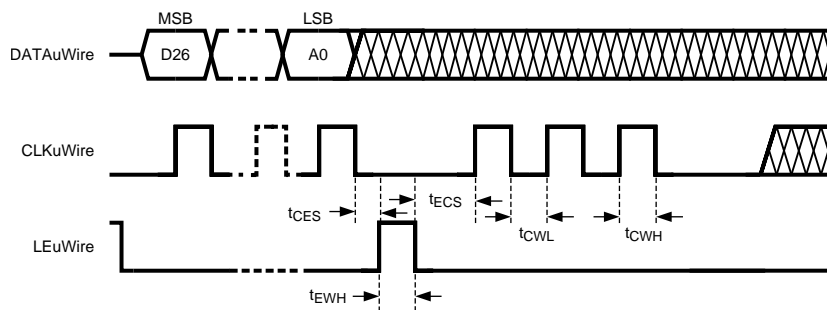 MSB
LSB
DATAuWire
D26
A0
CLKuWire
tECS
tCES
tCWL
tCWH
LEuWire
tEWH